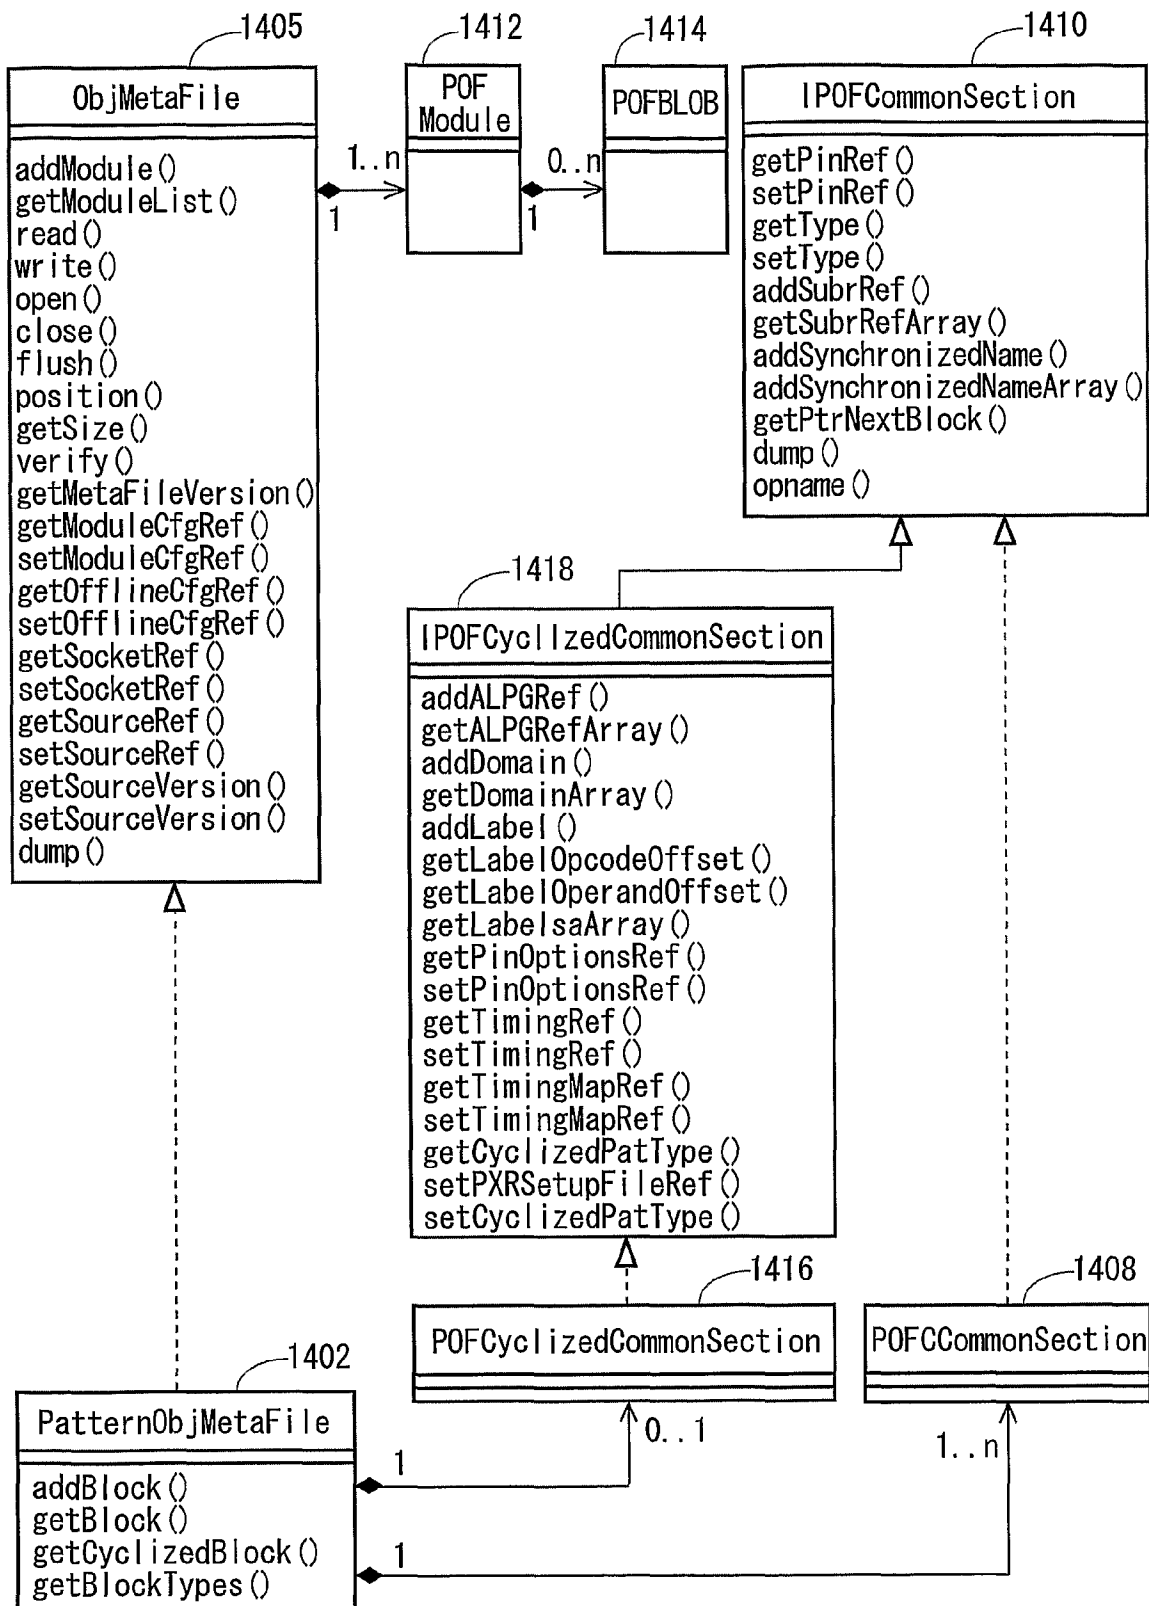 1405
ObjMetaFile
addModule()
getModuleList()
read()
write()
open()
close()
flush()
position()
getSize()
verify()
getMetaFileVersion()
getModuleCfgRef()
setModuleCfgRef()
getOfflineCfgRef()
setOfflineCfgRef()
getSocketRef()
setSocketRef()
getSourceRef()
setSourceRef()
getSourceVersion()
setSourceVersion()
dump()
1..n
1
1412
POF
Module
0..n
1
1414
POFBLOB
1410
IPOFCommonSection
getPinRef()
setPinRef()
getType()
setType()
addSubrRef()
getSubrRefArray()
addSynchronizedName()
addSynchronizedNameArray()
getPtrNextBlock()
dump()
opname()
1418
IPOFCyclIzedCommonSection
addALPGRef()
getALPGRefArray()
addDomain()
getDomainArray()
addLabel()
getLabelOpcodeOffset()
getLabelOperandOffset()
getLabelsaArray()
getPinOptionsRef()
setPinOptionsRef()
getTimingRef()
setTimingRef()
getTimingMapRef()
setTimingMapRef()
getCyclizedPatType()
setPXRSetupFileRef()
setCyclizedPatType()
1416
POFCyclizedCommonSection
1408
POFCCommonSection
1402
PatternObjMetaFile
addBlock()
getBlock()
getCyclizedBlock()
getBlockTypes()
1
0..1
1
1..n